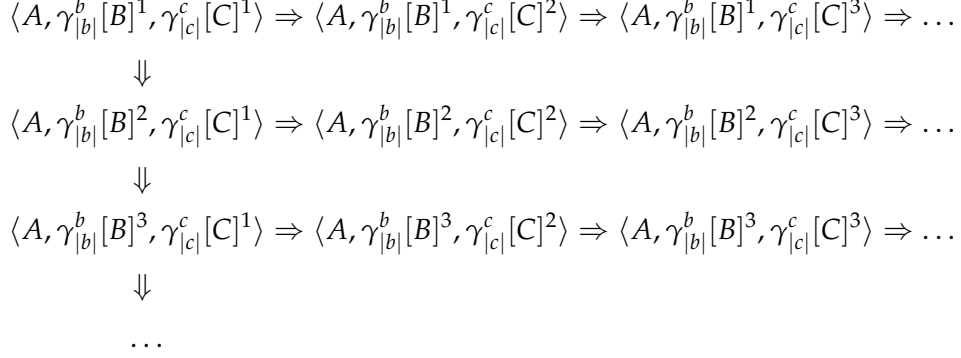 ⟨A, γ^b_{|b|}[B]^1, γ^c_{|c|}[C]^1⟩ ⇒ ⟨A, γ^b_{|b|}[B]^1, γ^c_{|c|}[C]^2⟩ ⇒ ⟨A, γ^b_{|b|}[B]^1, γ^c_{|c|}[C]^3⟩ ⇒ …
⇓
⟨A, γ^b_{|b|}[B]^2, γ^c_{|c|}[C]^1⟩ ⇒ ⟨A, γ^b_{|b|}[B]^2, γ^c_{|c|}[C]^2⟩ ⇒ ⟨A, γ^b_{|b|}[B]^2, γ^c_{|c|}[C]^3⟩ ⇒ …
⇓
⟨A, γ^b_{|b|}[B]^3, γ^c_{|c|}[C]^1⟩ ⇒ ⟨A, γ^b_{|b|}[B]^3, γ^c_{|c|}[C]^2⟩ ⇒ ⟨A, γ^b_{|b|}[B]^3, γ^c_{|c|}[C]^3⟩ ⇒ …
⇓
…